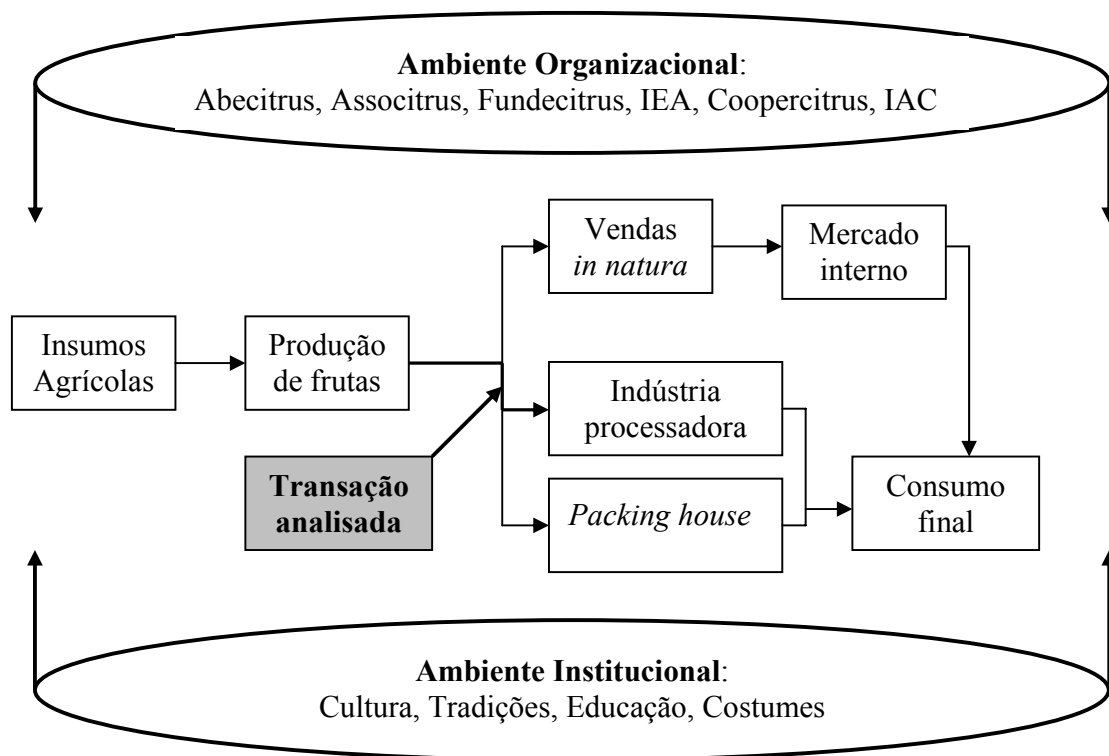 Ambiente Organizacional:
Abecitrus, Associtrus, Fundecitrus, IEA, Coopercitrus, IAC
Vendas
in natura
Mercado
interno
Insumos
Agrícolas
Produção
de frutas
Indústria
processadora
Transação
analisada
Packing house
Consumo
final
Ambiente Institucional:
Cultura, Tradições, Educação, Costumes